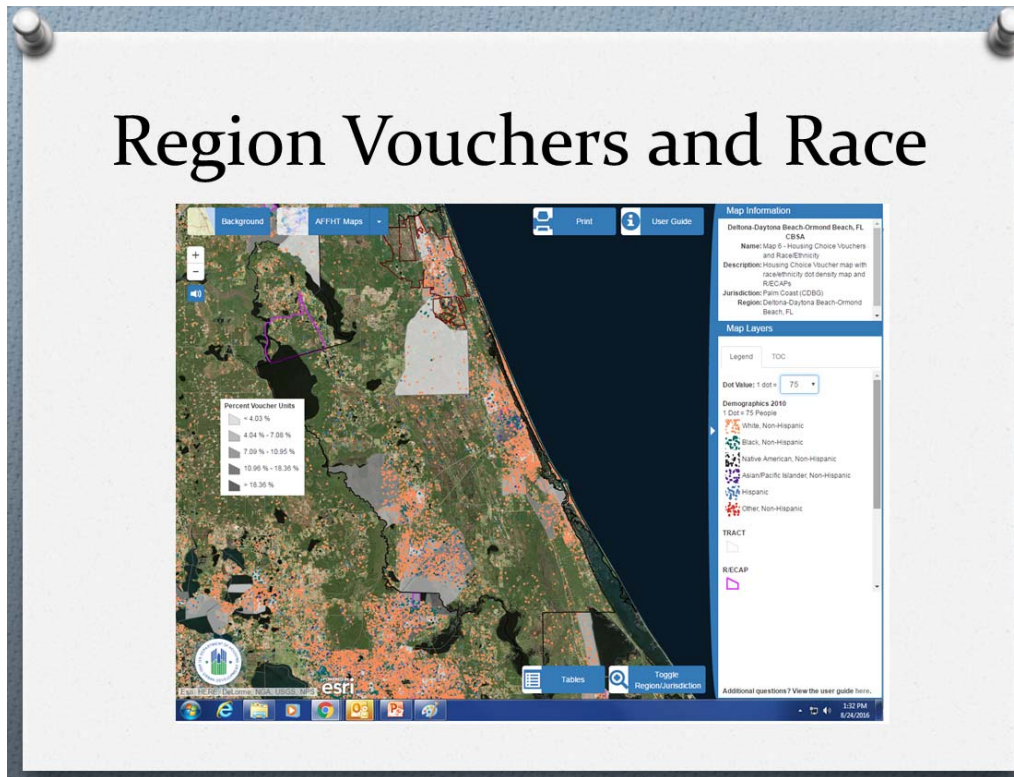 Region Vouchers and Race
Background
AFFHT Maps
Print
User Guide
+
−
Percent Voucher Units
< 4.03 %
4.04 % - 7.08 %
7.09 % - 10.95 %
10.96 % - 18.36 %
> 18.36 %
Map Information
Deltona-Daytona Beach-Ormond Beach, FL
CBSA
Name: Map 6 - Housing Choice Vouchers
and Race/Ethnicity
Description: Housing Choice Voucher map with
race/ethnicity dot density map and
R/ECAPs
Jurisdiction: Palm Coast (CDBG)
Region: Deltona-Daytona Beach-Ormond
Beach, FL
Map Layers
Legend TOC
Dot Value: 1 dot = 75
Demographics 2010
1 Dot = 75 People
White, Non-Hispanic
Black, Non-Hispanic
Native American, Non-Hispanic
Asian/Pacific Islander, Non-Hispanic
Hispanic
Other, Non-Hispanic
TRACT
R/ECAP
Additional questions? View the user guide here.
Tables
Toggle
Region/Jurisdiction
Esri, HERE, DeLorme, NGA, USGS, NPS
esri
1:32 PM
8/24/2016